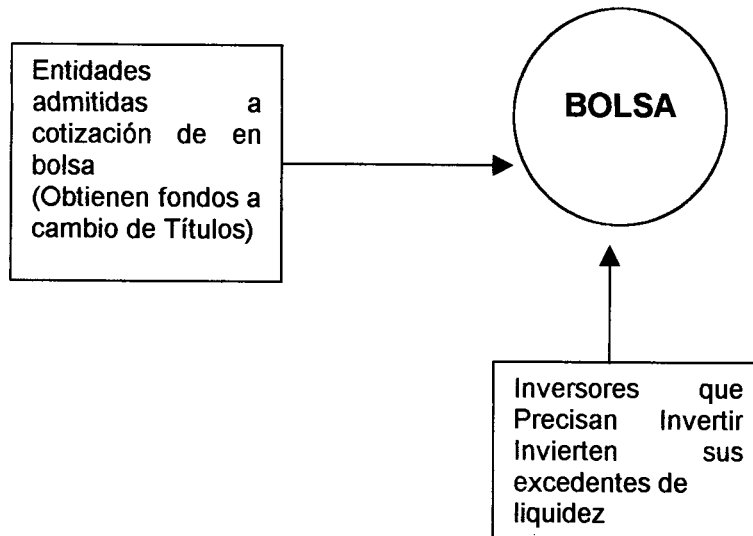 Entidades
admitidas a
cotización de en
bolsa
(Obtienen fondos a
cambio de Títulos)
BOLSA
Inversores que
Precisan Invertir
Invierten sus
excedentes de
liquidez